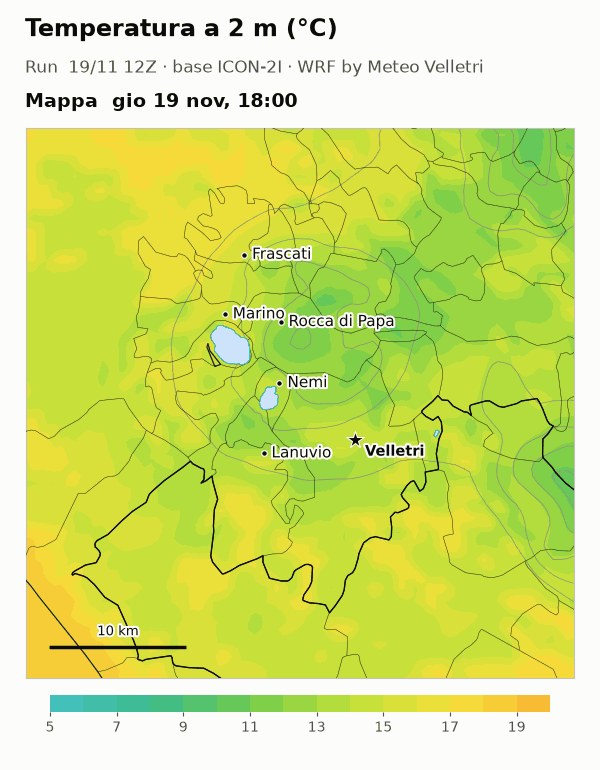 Temperatura a 2 m (°C)
Run  19/11 12Z · base ICON-2I · WRF by Meteo Velletri
Mappa  gio 19 nov, 18:00
Frascati
Marino
Rocca di Papa
Nemi
Velletri
Lanuvio
10 km
5 7 9 11 13 15 17 19